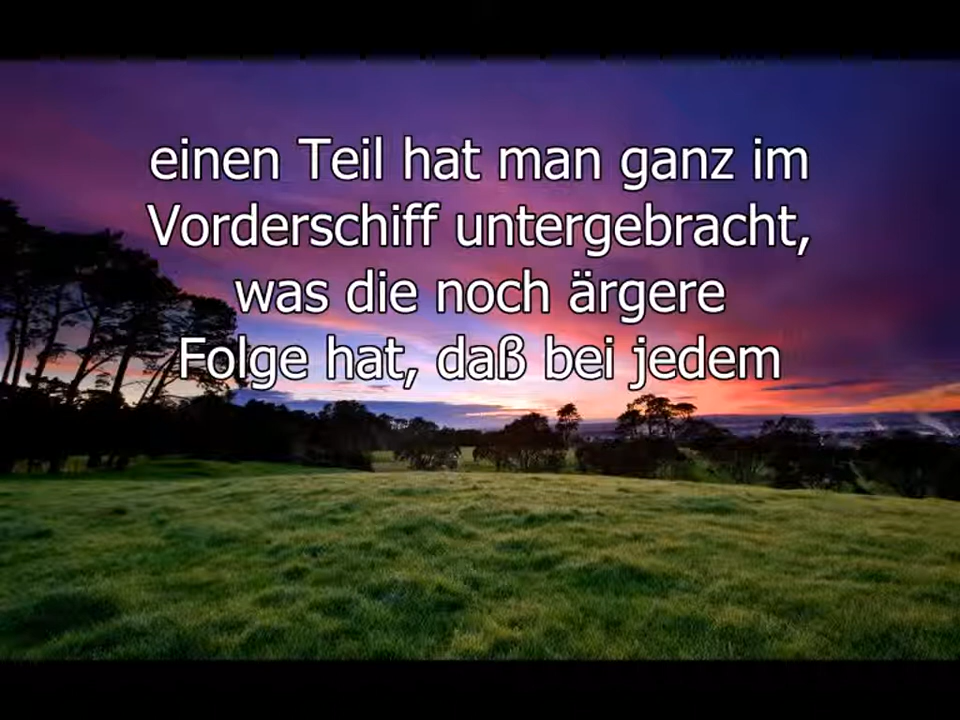 einen Teil hat man ganz im
Vorderschiff untergebracht,
was die noch ärgere
Folge hat, daß bei jedem